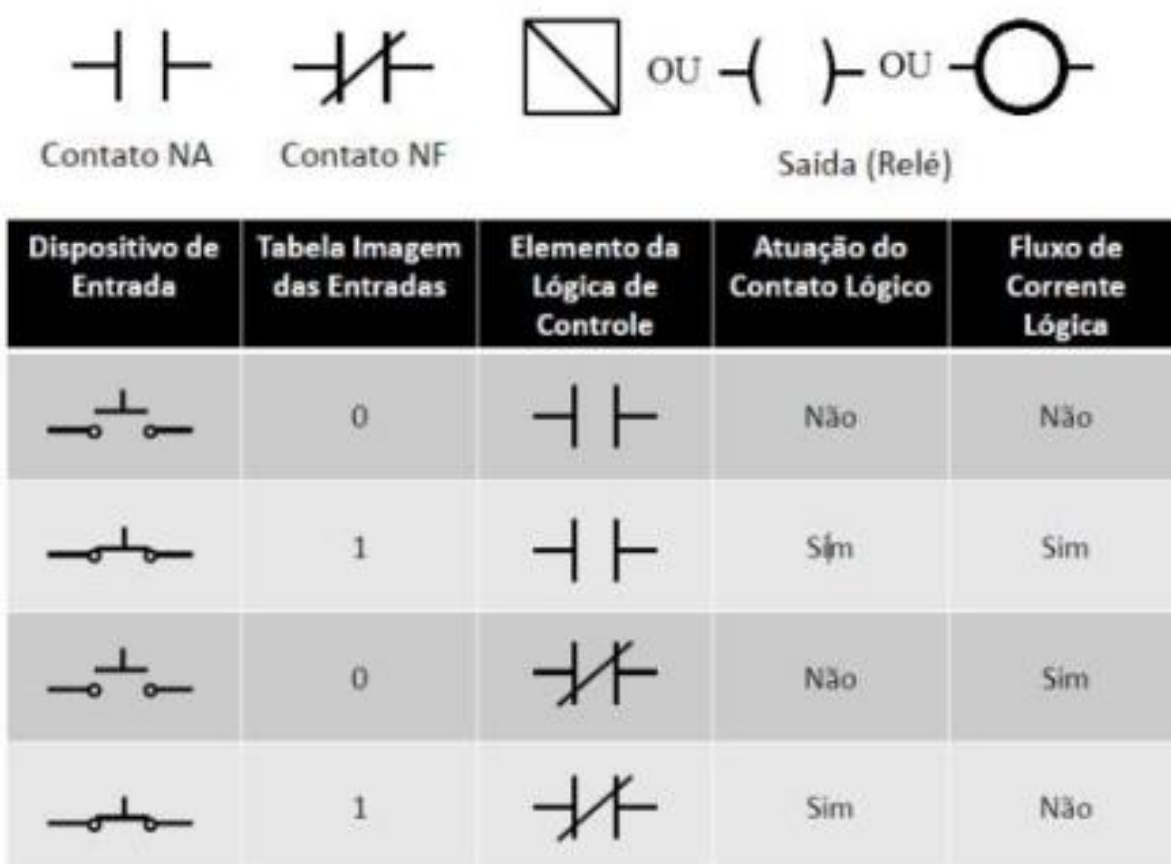 OU
OU
Contato NA
Contato NF
Saída (Relé)
Dispositivo de
Entrada
Tabela Imagem
das Entradas
Elemento da
Lógica de
Controle
Atuação do
Contato Lógico
Fluxo de
Corrente
Lógica
0
Não
Não
1
Sim
Sim
0
Não
Sim
1
Sim
Não